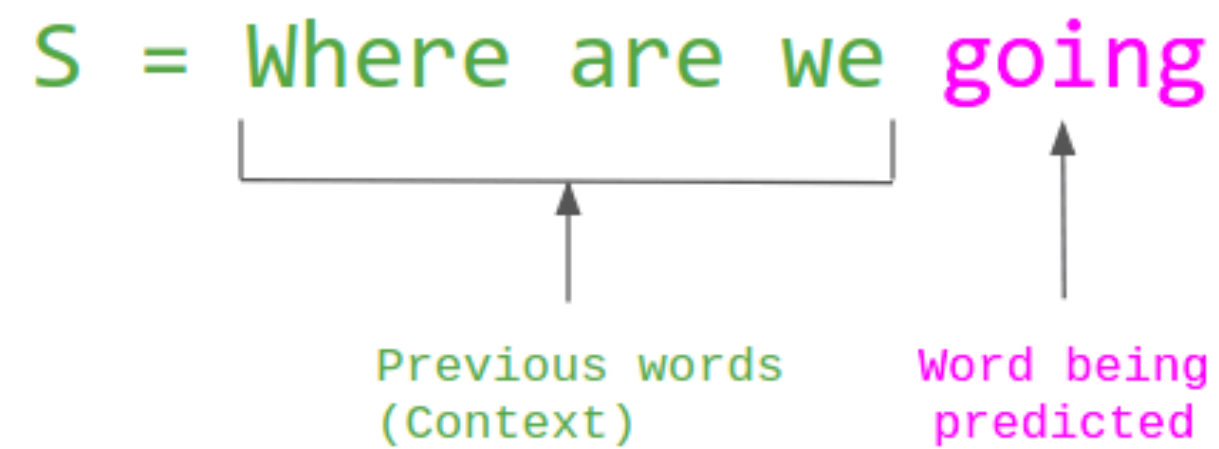 S = Where are we going
Previous words
(Context)
Word being
predicted